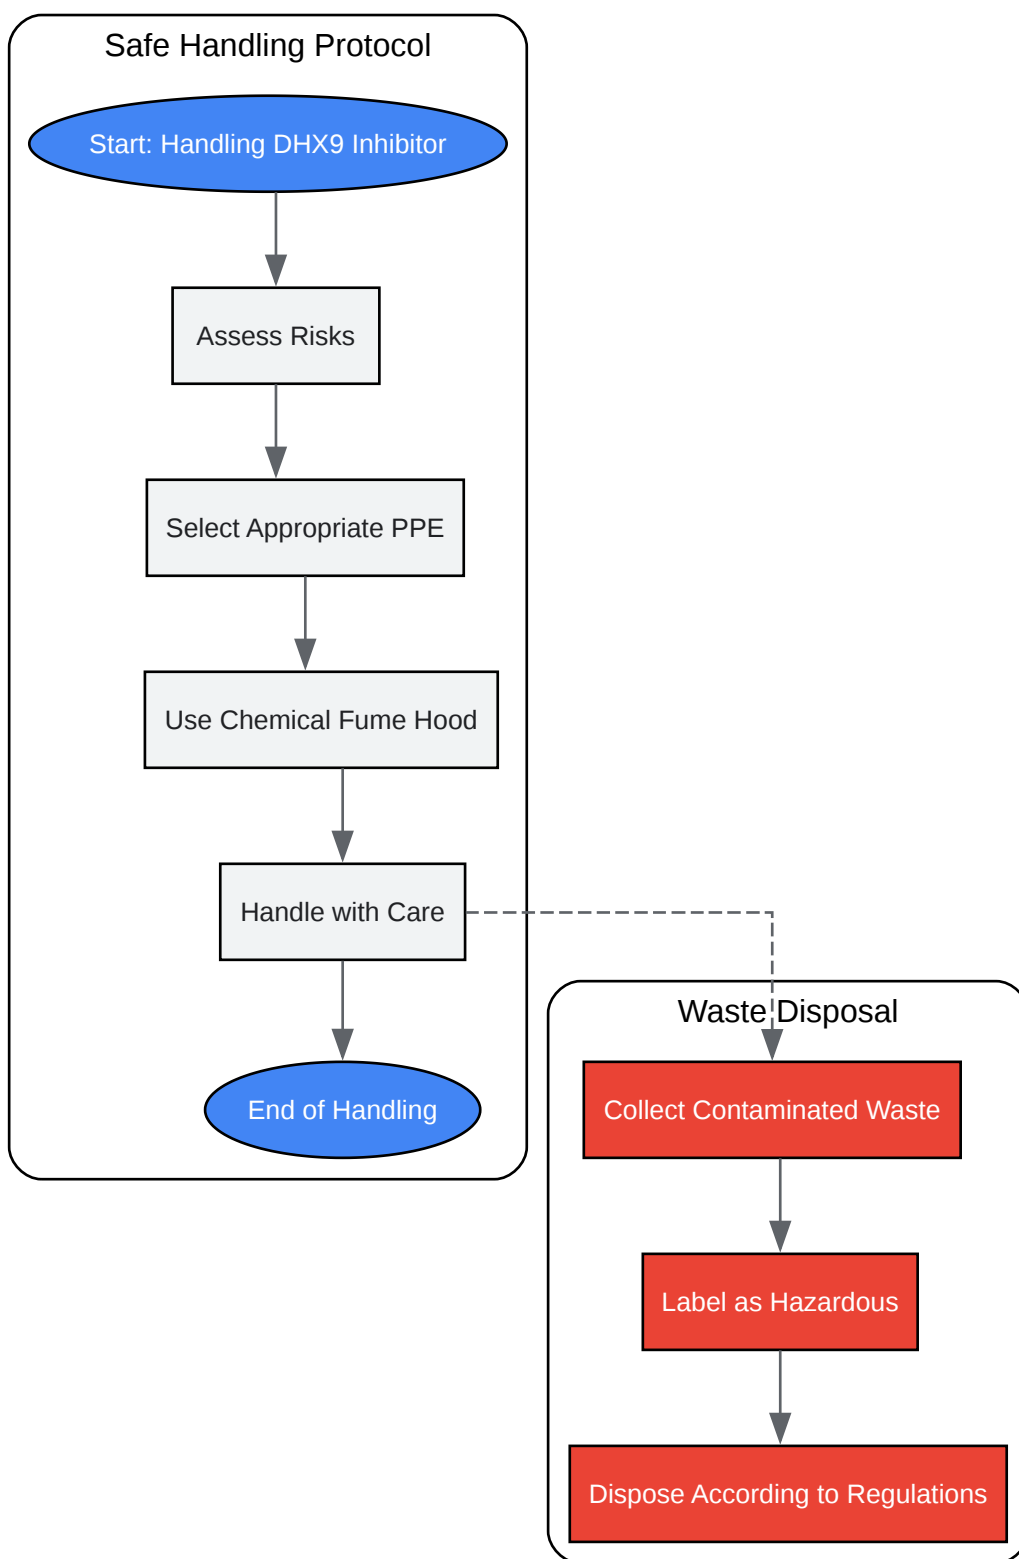 Safe Handling Protocol
Start: Handling DHX9 Inhibitor
Assess Risks
Select Appropriate PPE
Use Chemical Fume Hood
Handle with Care
End of Handling
Waste Disposal
Collect Contaminated Waste
Label as Hazardous
Dispose According to Regulations